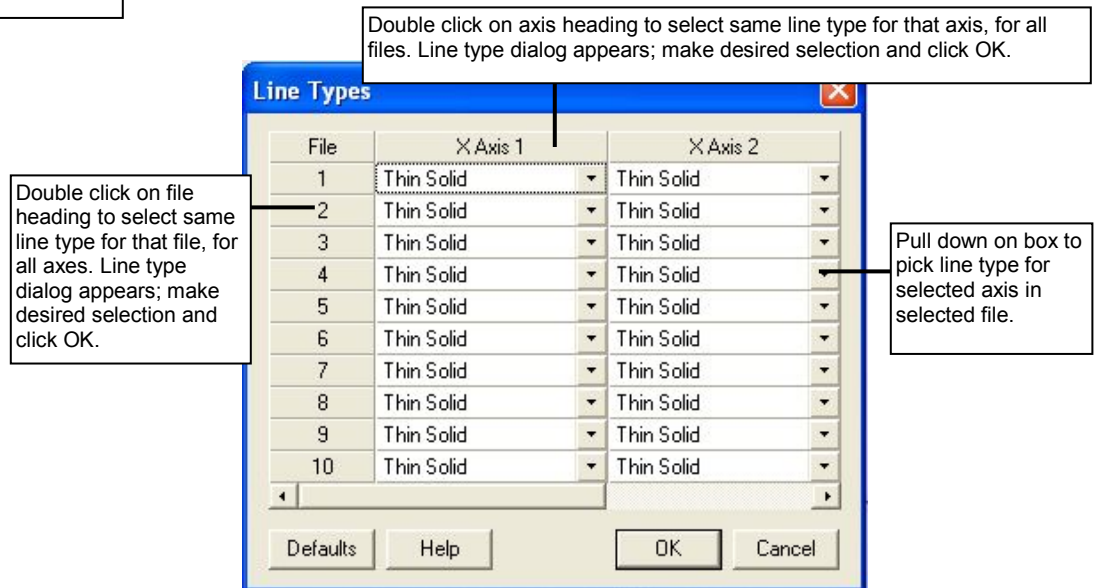 Double click on axis heading to select same line type for that axis, for all
files. Line type dialog appears; make desired selection and click OK.
Line Types
File X Axis 1 X Axis 2
1 Thin Solid Thin Solid
2 Thin Solid Thin Solid
3 Thin Solid Thin Solid
4 Thin Solid Thin Solid
5 Thin Solid Thin Solid
6 Thin Solid Thin Solid
7 Thin Solid Thin Solid
8 Thin Solid Thin Solid
9 Thin Solid Thin Solid
10 Thin Solid Thin Solid
Defaults Help OK Cancel
Double click on file
heading to select same
line type for that file, for
all axes. Line type
dialog appears; make
desired selection and
click OK.
Pull down on box to
pick line type for
selected axis in
selected file.